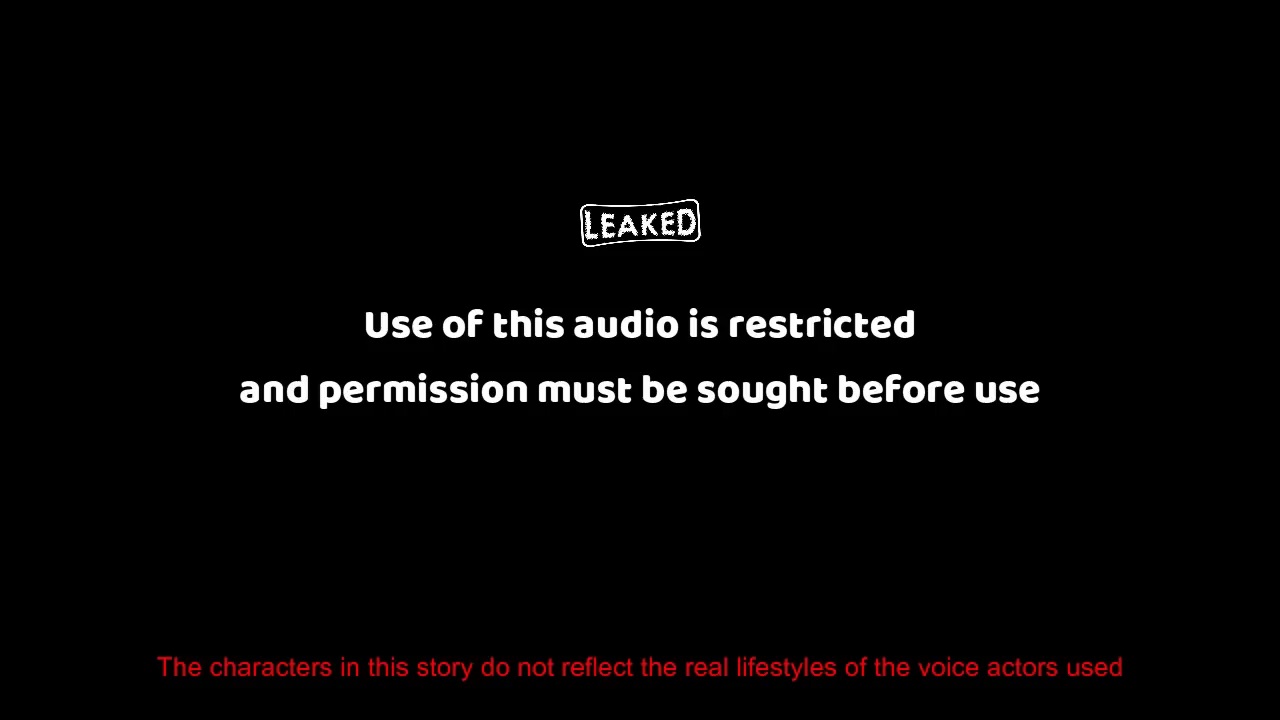 LEAKED
Use of this audio is restricted
and permission must be sought before use
The characters in this story do not reflect the real lifestyles of the voice actors used